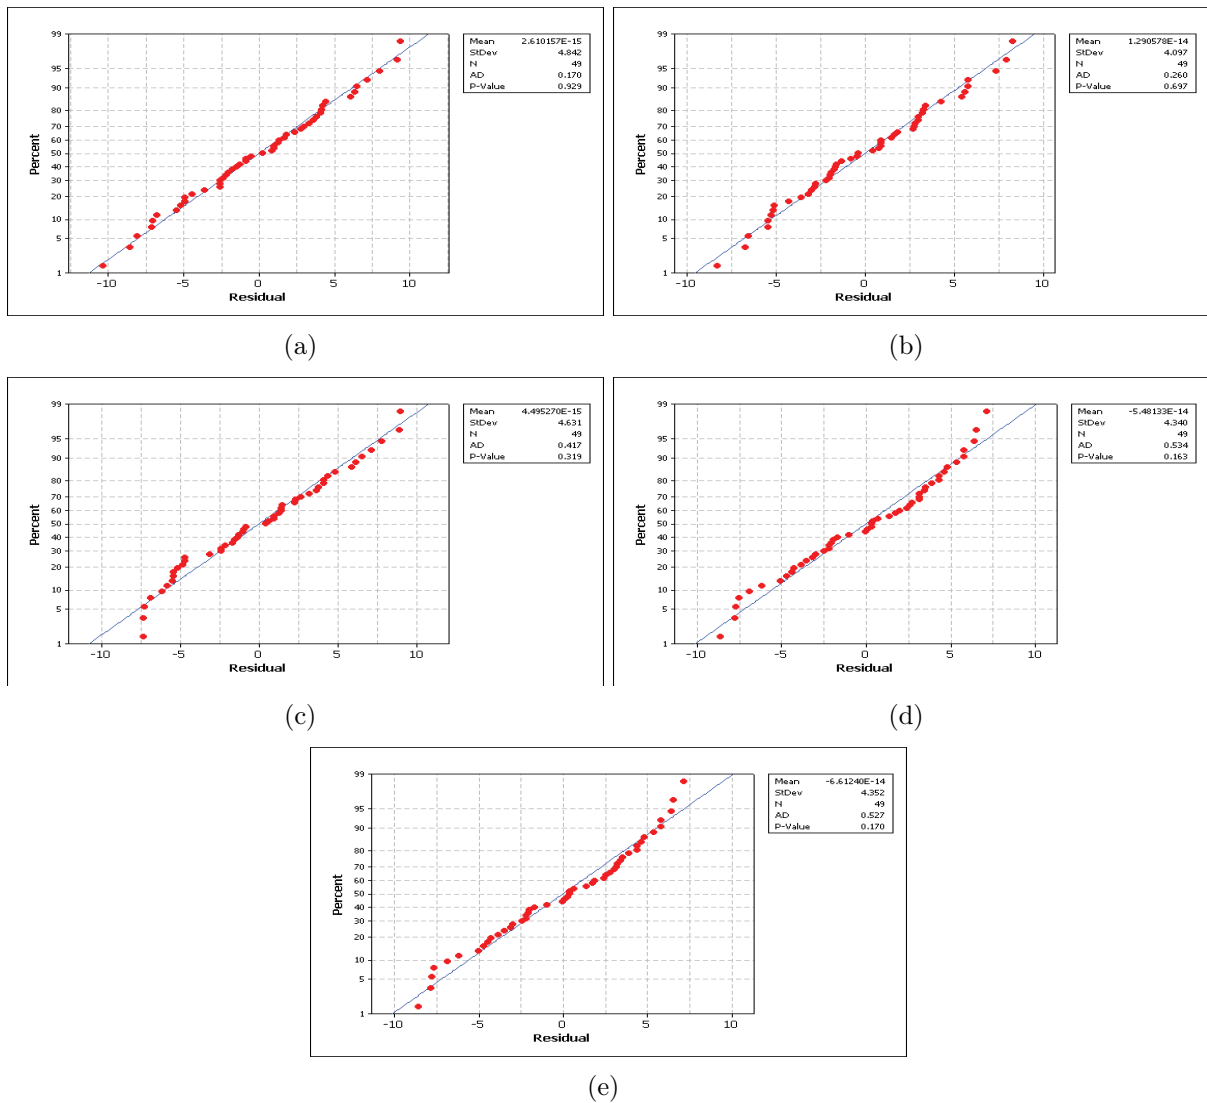 99
95
90
80
70
60
50
40
30
20
10
5
1
Percent
-10
-5
0
5
10
Residual
Mean 2.610157E-15
StDev 4.842
N 49
AD 0.170
P-Value 0.929
(a)
99
95
90
80
70
60
50
40
30
20
10
5
1
Percent
-10
-5
0
5
10
Residual
Mean 1.290578E-14
StDev 4.097
N 49
AD 0.260
P-Value 0.697
(b)
99
95
90
80
70
60
50
40
30
20
10
5
1
Percent
-10
-5
0
5
10
Residual
Mean 4.495270E-15
StDev 4.631
N 49
AD 0.417
P-Value 0.319
(c)
99
95
90
80
70
60
50
40
30
20
10
5
1
Percent
-10
-5
0
5
10
Residual
Mean -5.48133E-14
StDev 4.340
N 49
AD 0.534
P-Value 0.163
(d)
99
95
90
80
70
60
50
40
30
20
10
5
1
Percent
-10
-5
0
5
10
Residual
Mean -6.61240E-14
StDev 4.352
N 49
AD 0.527
P-Value 0.170
(e)